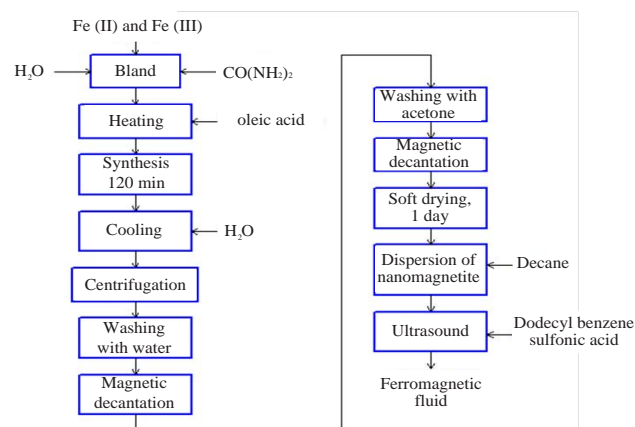 Fe (II) and Fe (III)
H₂O
Bland
CO(NH₂)₂
Heating
oleic acid
Synthesis
120 min
Cooling
H₂O
Centrifugation
Washing
with water
Magnetic
decantation
Washing with
acetone
Magnetic
decantation
Soft drying,
1 day
Dispersion of
nanomagnetite
Decane
Ultrasound
Dodecyl benzene
sulfonic acid
Ferromagnetic
fluid